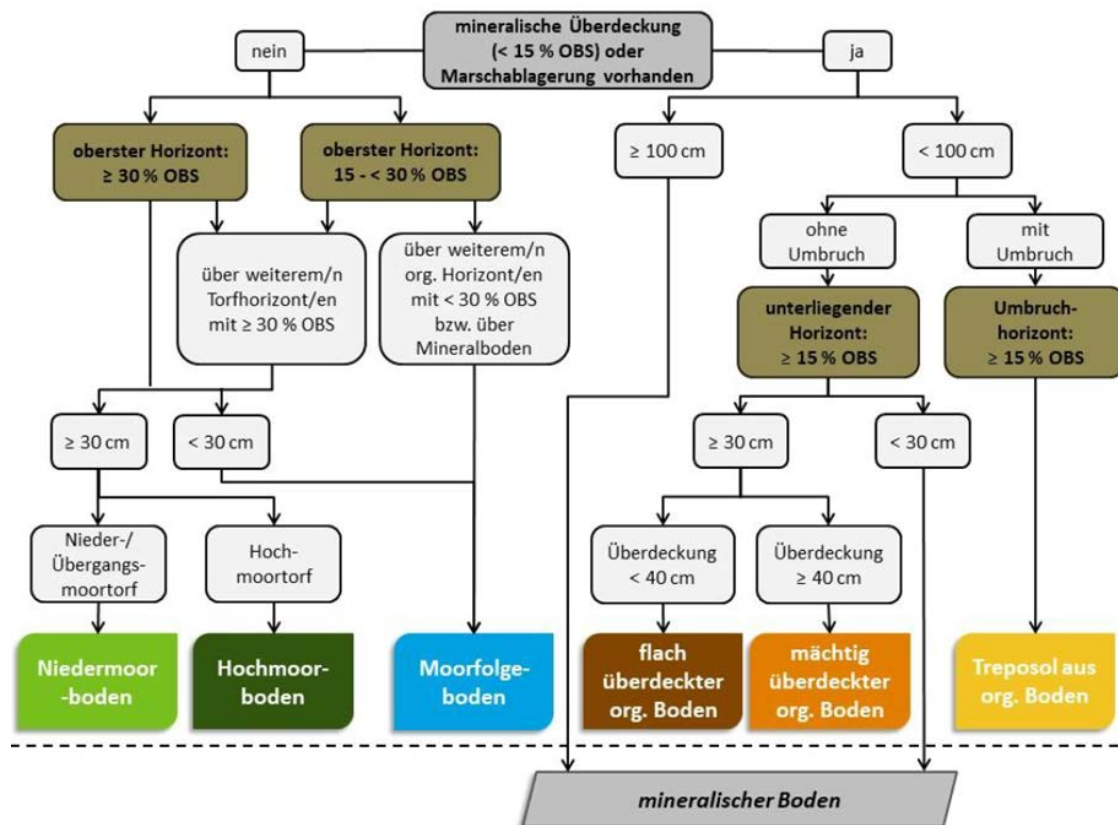 mineralische Überdeckung
(< 15 % OBS) oder
Marschablagerung vorhanden
nein
ja
oberster Horizont:
≥ 30 % OBS
oberster Horizont:
15 - < 30 % OBS
≥ 100 cm
< 100 cm
über weiterem/n
Torfhorizont/en
mit ≥ 30 % OBS
über weiterem/n
org. Horizont/en
mit < 30 % OBS
bzw. über
Mineralboden
ohne
Umbruch
mit
Umbruch
unterliegender
Horizont:
≥ 15 % OBS
Umbruch-
horizont:
≥ 15 % OBS
≥ 30 cm
< 30 cm
≥ 30 cm
< 30 cm
Nieder-/
Übergangs-
moortorf
Hoch-
moortorf
Überdeckung
< 40 cm
Überdeckung
≥ 40 cm
Niedermoor
-boden
Hochmoor-
boden
Moorfolge-
boden
flach
überdeckter
org. Boden
mächtig
überdeckter
org. Boden
Treposol aus
org. Boden
mineralischer Boden